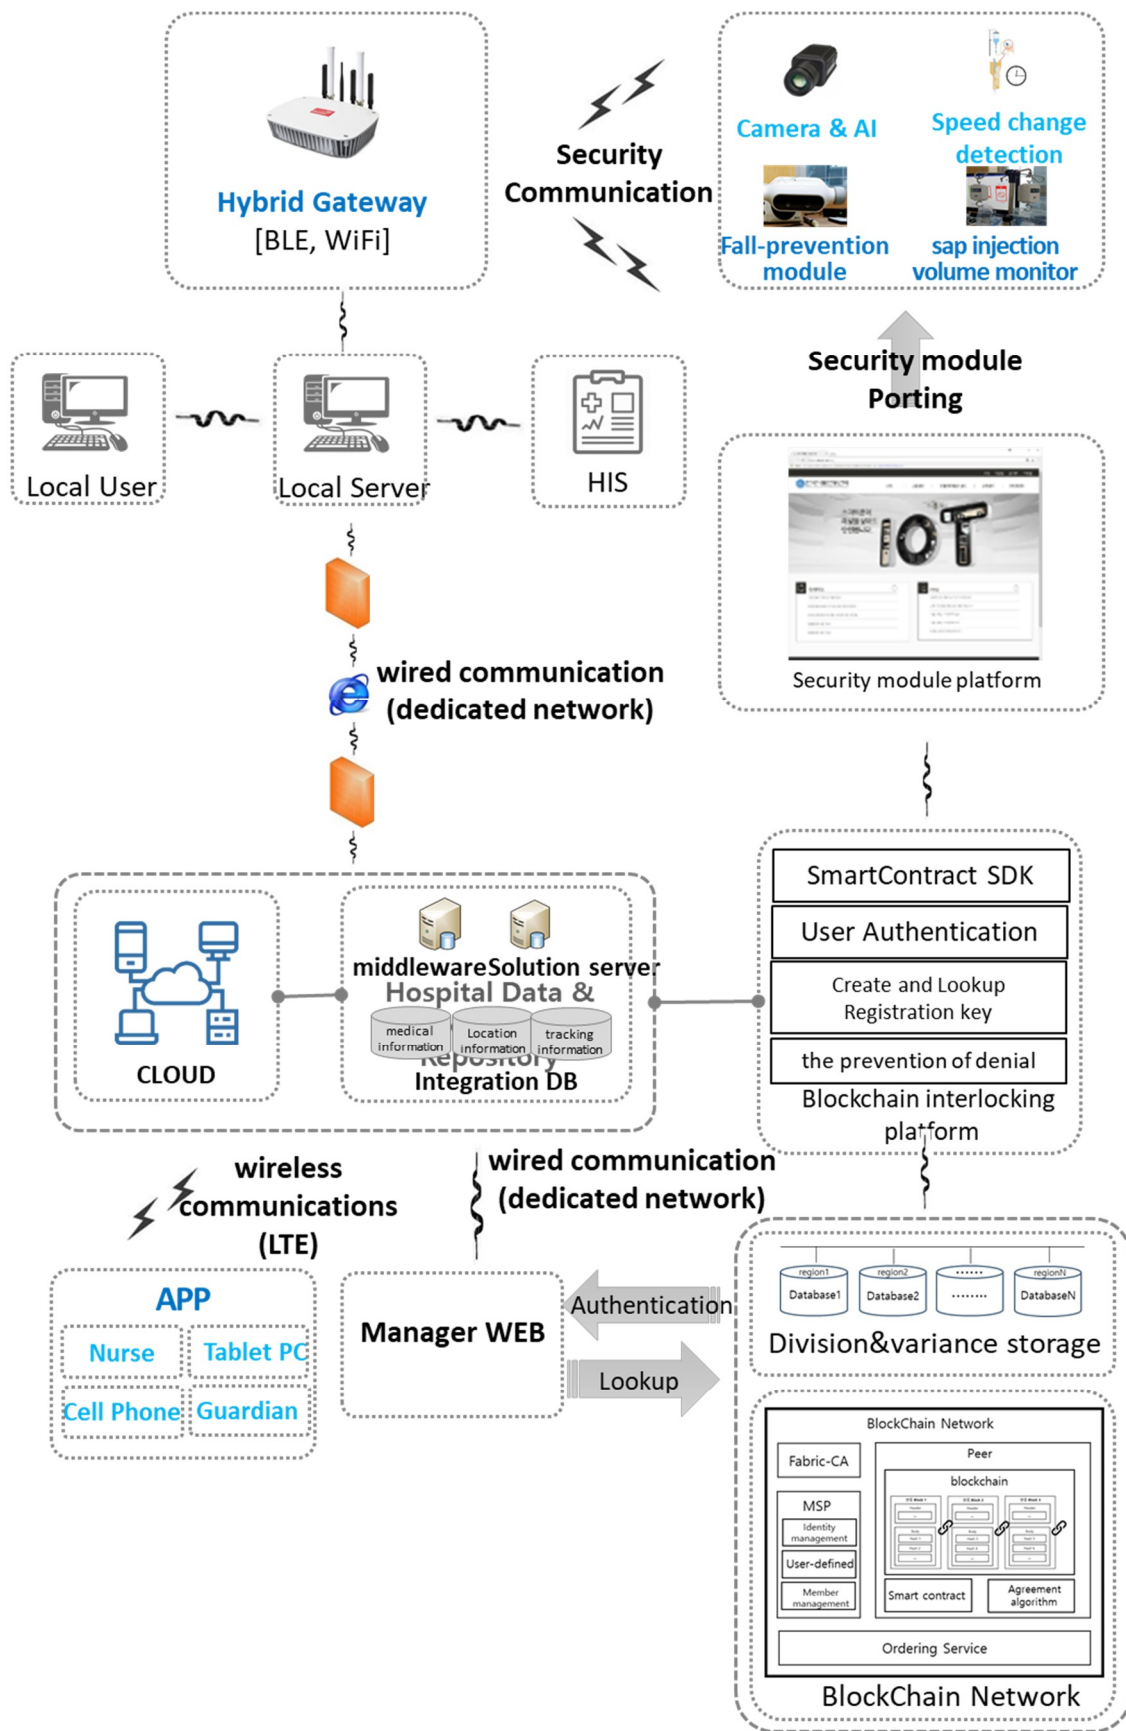 Hybrid Gateway
[BLE, WiFi]
Security
Communication
Camera & AI
Speed change
detection
Fall-prevention
module
sap injection
volume monitor
Security module
Porting
Local User
Local Server
HIS
IOT
Security module platform
wired communication
(dedicated network)
CLOUD
middlewareSolution server
Hospital Data &
medical
information
Location
information
tracking
information
Repository
Integration DB
SmartContract SDK
User Authentication
Create and Lookup
Registration key
the prevention of denial
Blockchain interlocking
platform
wireless
communications
(LTE)
wired communication
(dedicated network)
APP
Nurse
Tablet PC
Cell Phone
Guardian
Manager WEB
Authentication
Lookup
region1
Database1
region2
Database2
......
........
regionN
DatabaseN
Division&variance storage
BlockChain Network
Fabric-CA
MSP
Identity
management
User-defined
Member
management
Peer
blockchain
Smart contract
Agreement
algorithm
Ordering Service
BlockChain Network